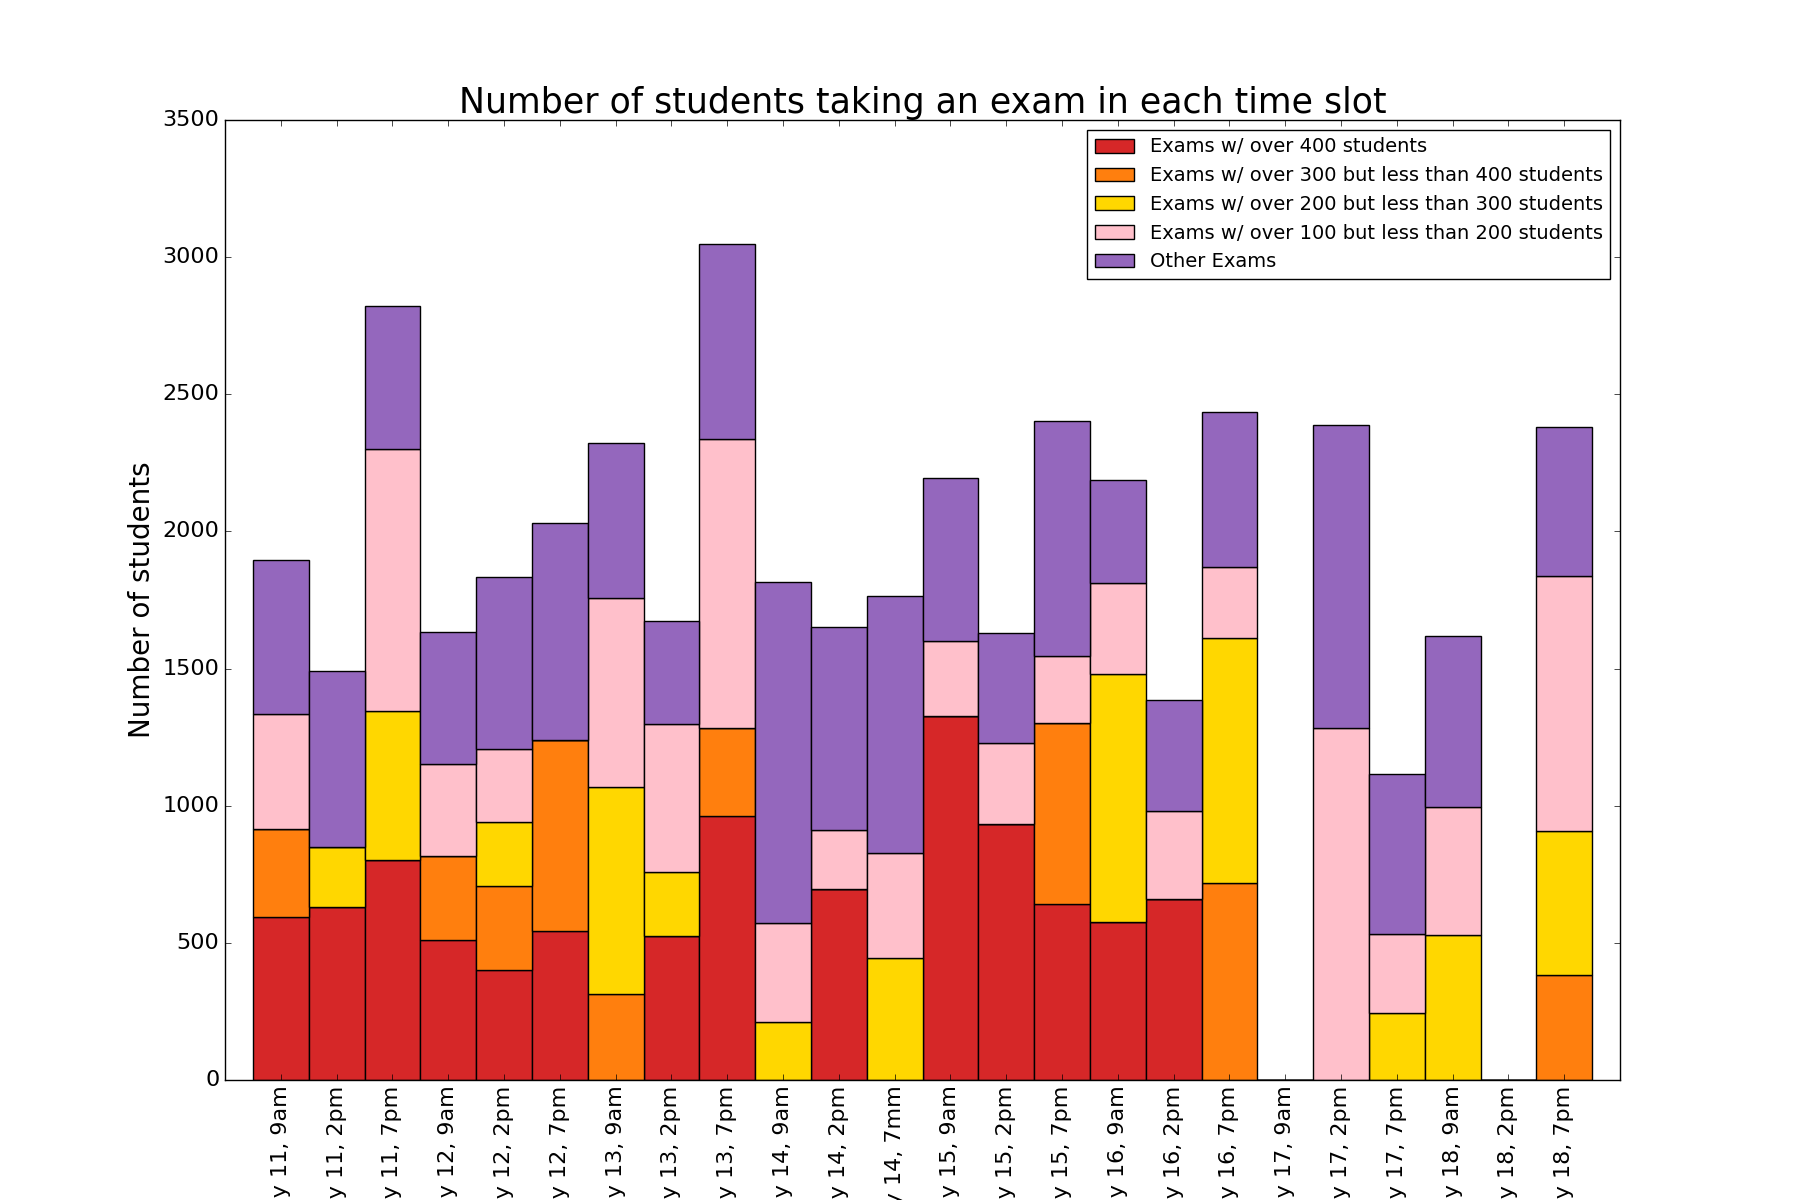 Number of students taking an exam in each time slot
Exams w/ over 400 students
Exams w/ over 300 but less than 400 students
Exams w/ over 200 but less than 300 students
Exams w/ over 100 but less than 200 students
Other Exams
Number of students
3500
3000
2500
2000
1500
1000
500
0
y 11, 9am
y 11, 2pm
y 11, 7pm
y 12, 9am
y 12, 2pm
y 12, 7pm
y 13, 9am
y 13, 2pm
y 13, 7pm
y 14, 9am
y 14, 2pm
y 14, 7mm
y 15, 9am
y 15, 2pm
y 15, 7pm
y 16, 9am
y 16, 2pm
y 16, 7pm
y 17, 9am
y 17, 2pm
y 17, 7pm
y 18, 9am
y 18, 2pm
y 18, 7pm